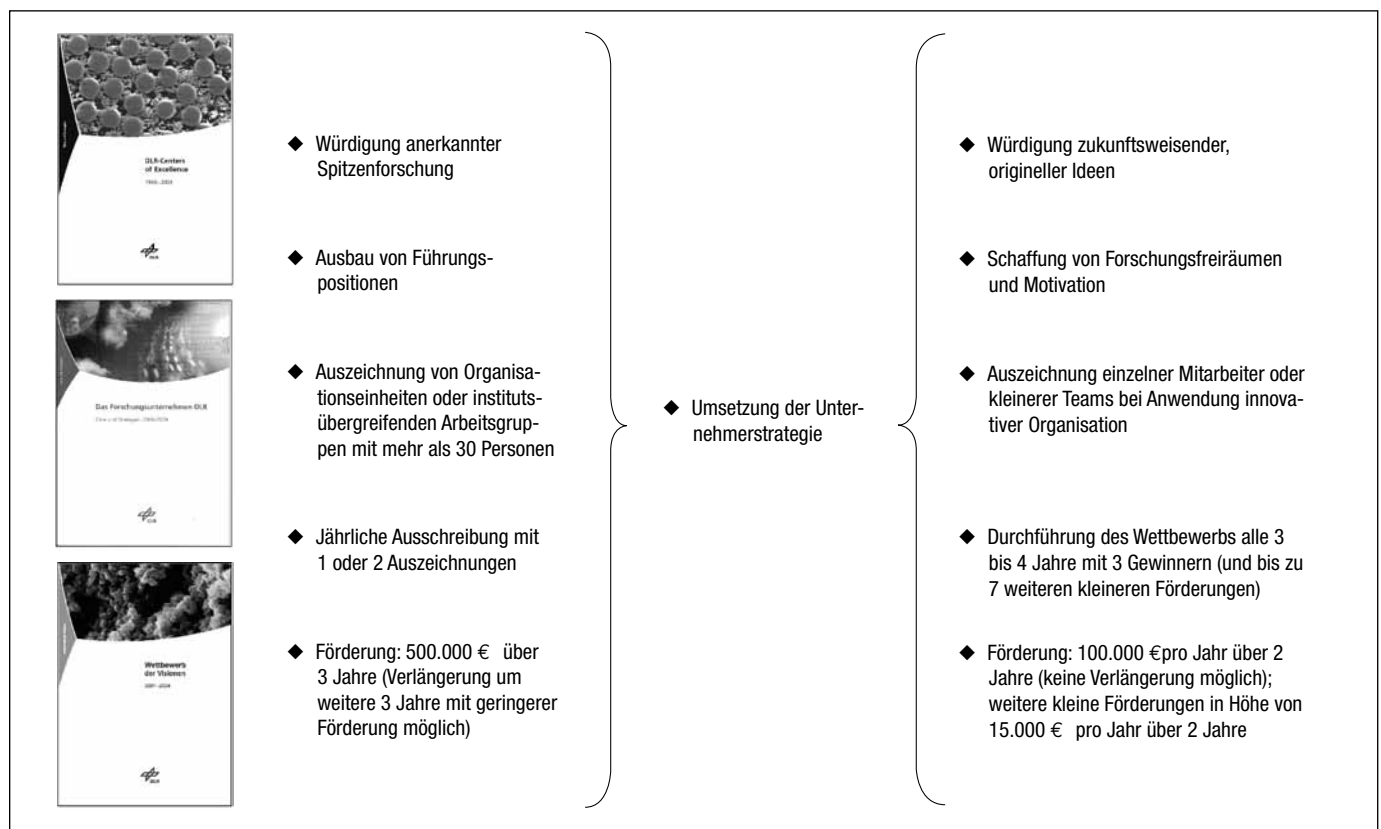 DLR-Centers
of Excellence
DLR
Das Forschungsunternehmen DLR
DLR
Wettbewerb
der Visionen
DLR
◆ Würdigung anerkannter
Spitzenforschung
◆ Ausbau von Führungs-
positionen
◆ Auszeichnung von Organisa-
tionseinheiten oder instituts-
übergreifenden Arbeitsgrup-
pen mit mehr als 30 Personen
◆ Jährliche Ausschreibung mit
1 oder 2 Auszeichnungen
◆ Förderung: 500.000 € über
3 Jahre (Verlängerung um
weitere 3 Jahre mit geringerer
Förderung möglich)
◆ Umsetzung der Unter-
nehmerstrategie
◆ Würdigung zukunftsweisender,
origineller Ideen
◆ Schaffung von Forschungsfreiräumen
und Motivation
◆ Auszeichnung einzelner Mitarbeiter oder
kleinerer Teams bei Anwendung innova-
tiver Organisation
◆ Durchführung des Wettbewerbs alle 3
bis 4 Jahre mit 3 Gewinnern (und bis zu
7 weiteren kleineren Förderungen)
◆ Förderung: 100.000 €pro Jahr über 2
Jahre (keine Verlängerung möglich);
weitere kleine Förderungen in Höhe von
15.000 € pro Jahr über 2 Jahre